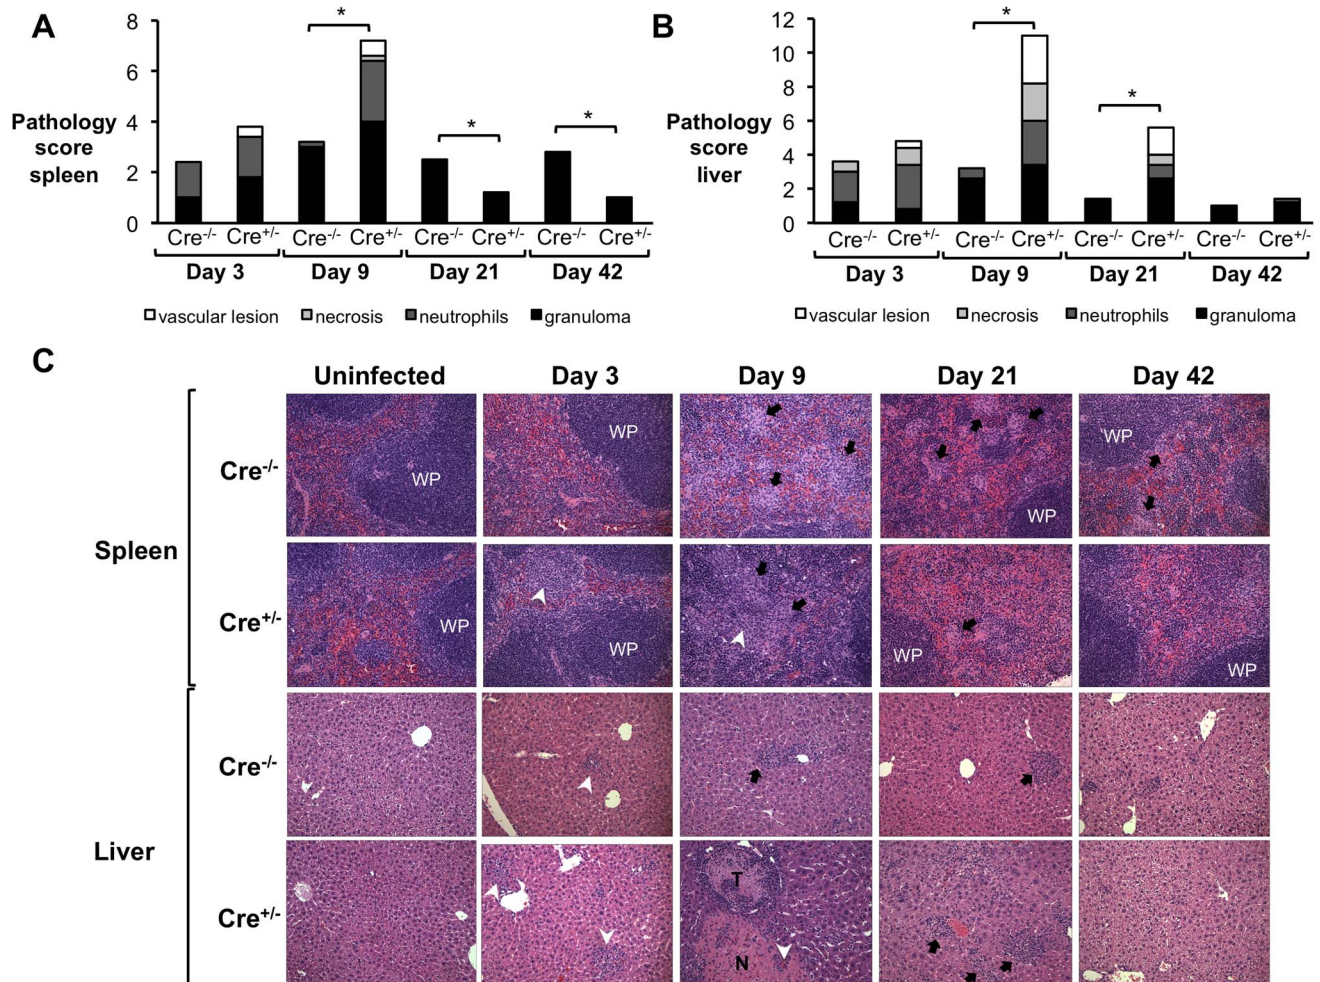 A
Pathology
score
spleen
8
6
4
2
0
*
*
*
Cre-/- Cre+/- Cre-/- Cre+/- Cre-/- Cre+/- Cre-/- Cre+/-
Day 3 Day 9 Day 21 Day 42
vascular lesion necrosis neutrophils granuloma
B
Pathology
score
liver
12
10
8
6
4
2
0
*
*
Cre-/- Cre+/- Cre-/- Cre+/- Cre-/- Cre+/- Cre-/- Cre+/-
Day 3 Day 9 Day 21 Day 42
vascular lesion necrosis neutrophils granuloma
C
Uninfected Day 3 Day 9 Day 21 Day 42
Spleen
Cre-/-
WP WP WP WP
Cre+/-
WP WP WP WP
Liver
Cre-/-
Cre+/-
T
N